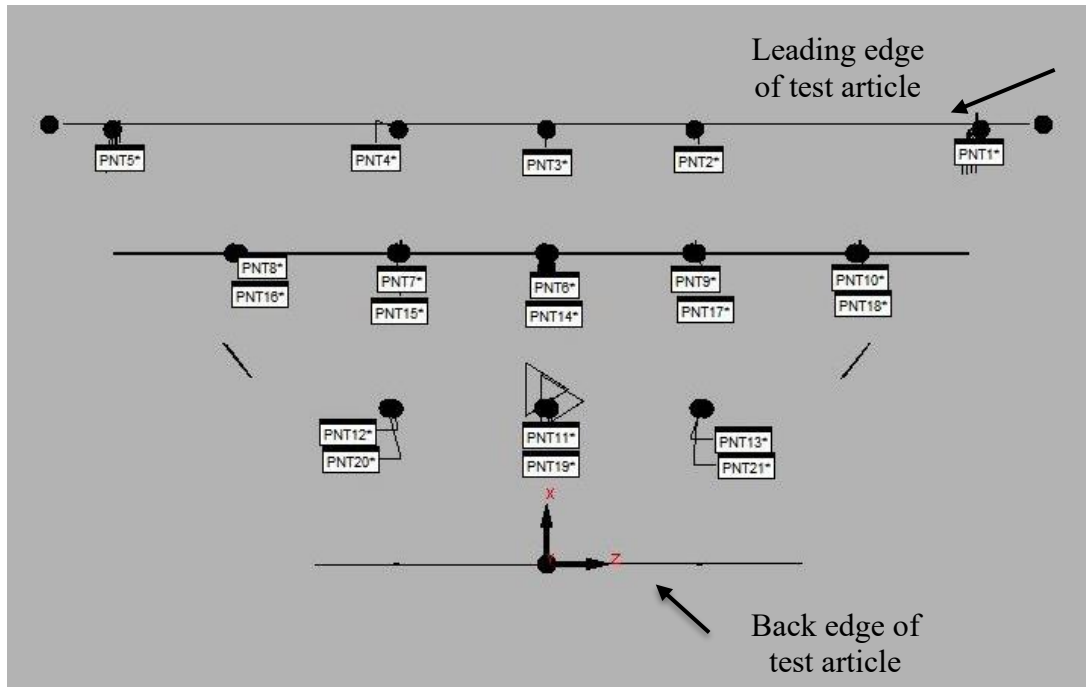 Leading edge
of test article
PNT5*
PNT4*
PNT3*
PNT2*
PNT1*
PNT8*
PNT7*
PNT6*
PNT9*
PNT10*
PNT16*
PNT15*
PNT14*
PNT17*
PNT18*
PNT12*
PNT11*
PNT13*
PNT20*
PNT19*
PNT21*
X
Y
Z
Back edge of
test article